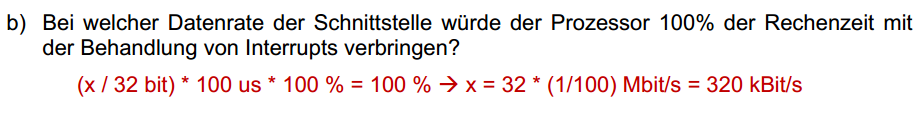 b) Bei welcher Datenrate der Schnittstelle würde der Prozessor 100% der Rechenzeit mit
der Behandlung von Interrupts verbringen?
(x / 32 bit) * 100 us * 100 % = 100 % → x = 32 * (1/100) Mbit/s = 320 kBit/s